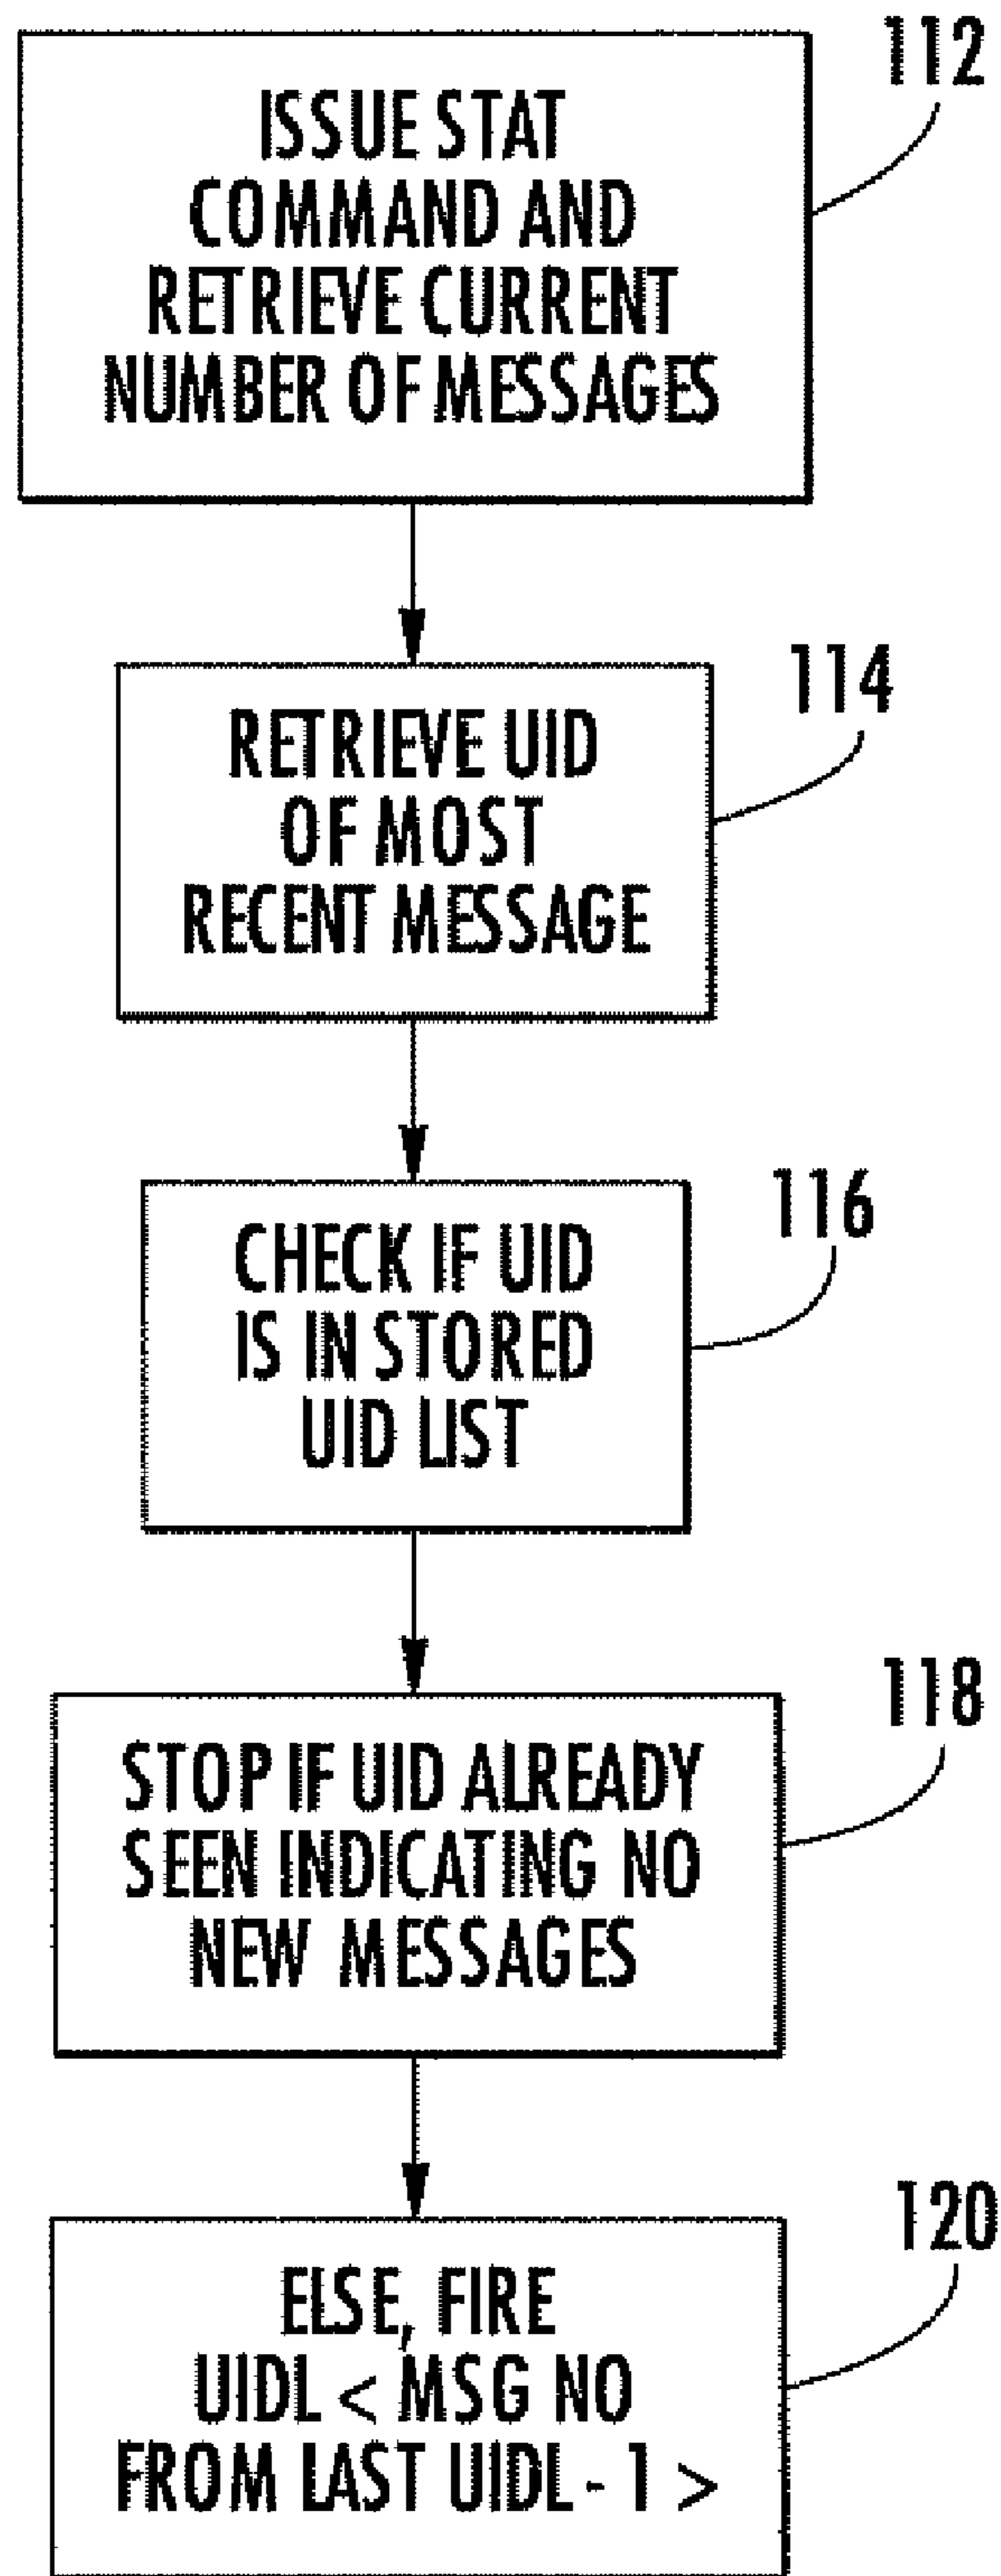 112
ISSUE STAT
COMMAND AND
RETRIEVE CURRENT
NUMBER OF MESSAGES
114
RETRIEVE UID
OF MOST
RECENT MESSAGE
116
CHECK IF UID
IS IN STORED
UID LIST
118
STOP IF UID ALREADY
SEEN INDICATING NO
NEW MESSAGES
120
ELSE, FIRE
UIDL < MSG NO
FROM LAST UIDL - 1 >